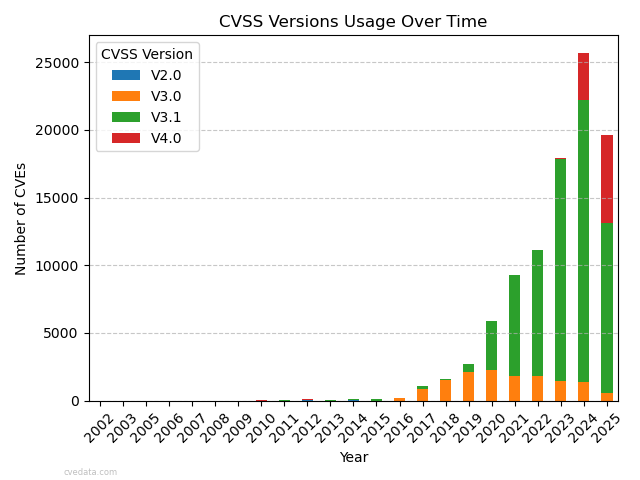 CVSS Versions Usage Over Time
CVSS Version
V2.0
V3.0
V3.1
V4.0
Number of CVEs
25000
20000
15000
10000
5000
0
2002 2003 2005 2006 2007 2008 2009 2010 2011 2012 2013 2014 2015 2016 2017 2018 2019 2020 2021 2022 2023 2024 2025
Year
cvedata.com